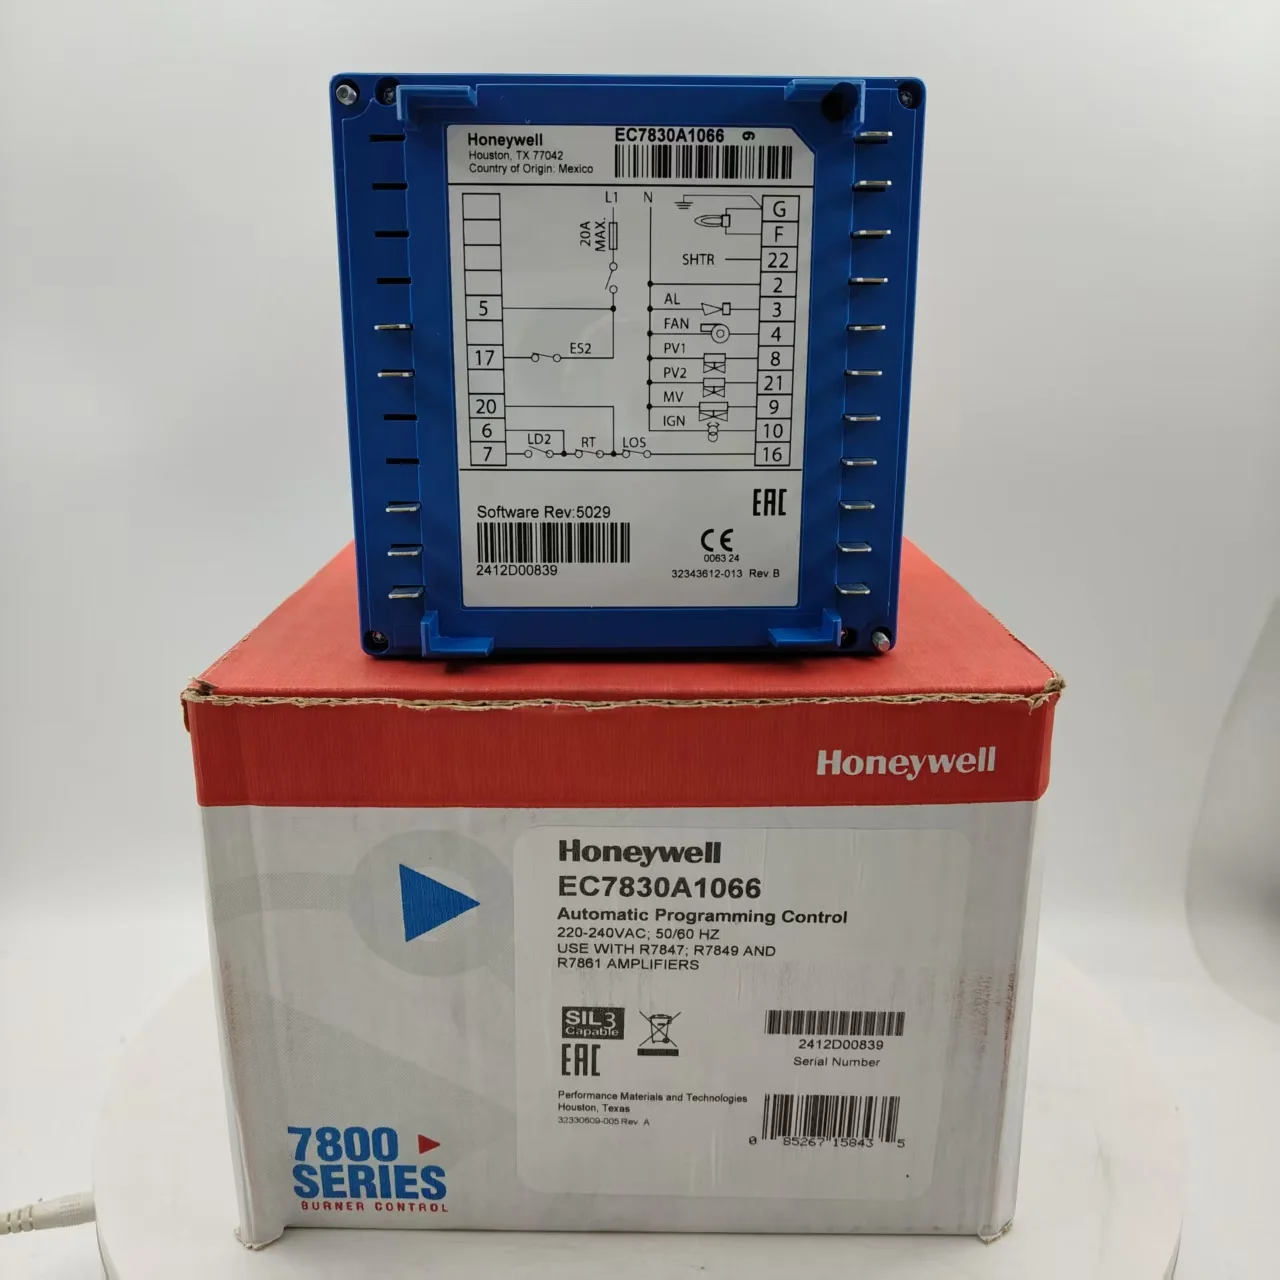 Honeywell
Houston, TX 77042
Country of Origin: Mexico
EC7830A1066 6
L1 N
20A MAX.
G
F
SHTR 22
2
AL 3
5
FAN 4
PV1 8
17 ES2
PV2 21
MV 9
20
IGN 10
6
7 LD2 RT LOS 16
EAC
Software Rev:5029
2412D00839
CE
0063 24
32343612-013 Rev B
Honeywell
Honeywell
EC7830A1066
Automatic Programming Control
220-240VAC; 50/60 HZ
USE WITH R7847; R7849 AND
R7861 AMPLIFIERS
SIL 3
Capable
EAC
2412D00839
Serial Number
Performance Materials and Technologies
Houston, Texas
32330609-005 Rev A
0 85267 15843 5
7800
SERIES
BURNER CONTROL